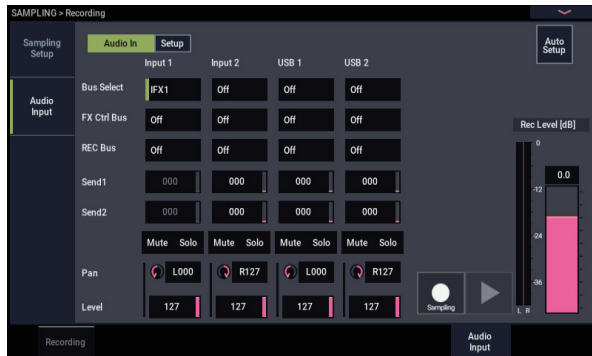 SAMPLING > Recording
Sampling
Setup
Audio In Setup
Auto
Setup
Input 1 Input 2 USB 1 USB 2
Bus Select IFX1 Off Off Off
Audio
Input
FX Ctrl Bus Off Off Off Off
Rec Level [dB]
REC Bus Off Off Off Off
0
Send1 000 000 000 000
0.0
-12
Send2 000 000 000 000
Mute Solo Mute Solo Mute Solo Mute Solo
-24
Pan L000 R127 L000 R127
-36
Level 127 127 127 127
Sampling
L R
Recording
Audio
Input